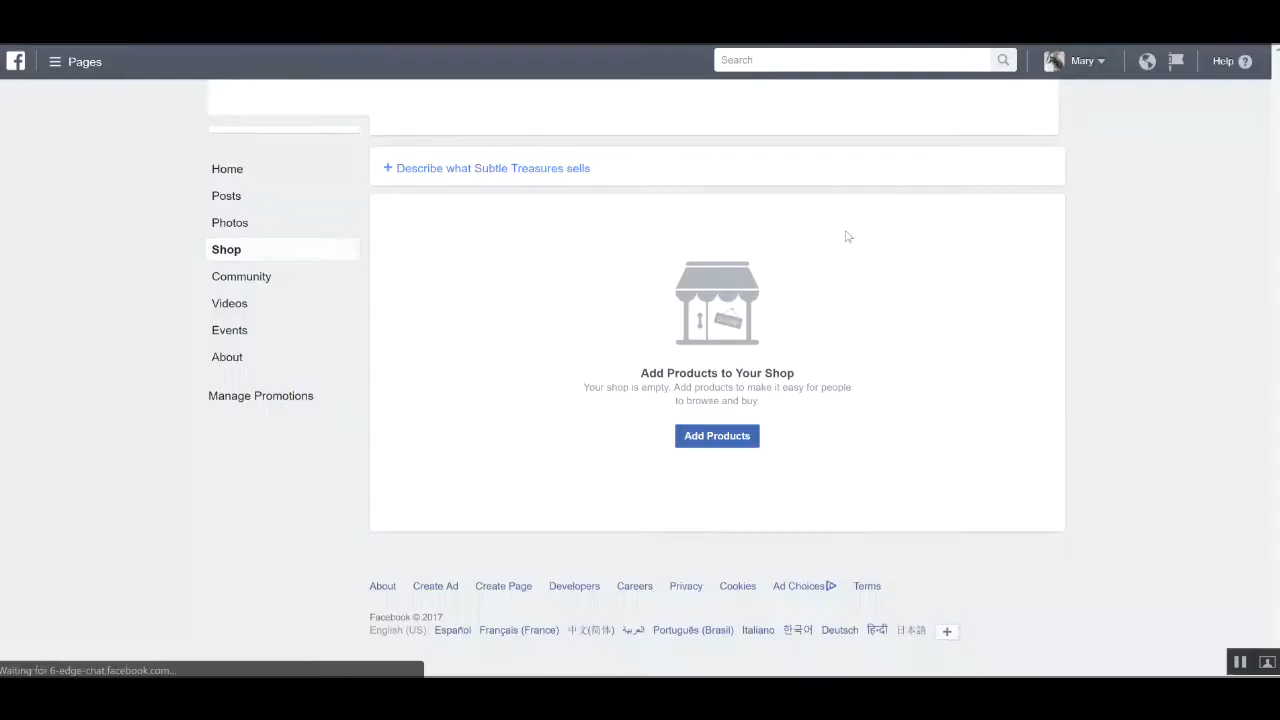 f Pages Search Mary Help ?
+ Describe what Subtle Treasures sells
Home
Posts
Photos
Shop
Community
Videos
Events
About
Manage Promotions
Add Products to Your Shop
Your shop is empty. Add products to make it easy for people
to browse and buy.
Add Products
About Create Ad Create Page Developers Careers Privacy Cookies Ad Choices Terms
Facebook © 2017
English (US) Español Français (France) 中文(简体) العربية Português (Brasil) Italiano 한국어 Deutsch हिन्दी 日本語 +
Waiting for 6-edge-chat.facebook.com...